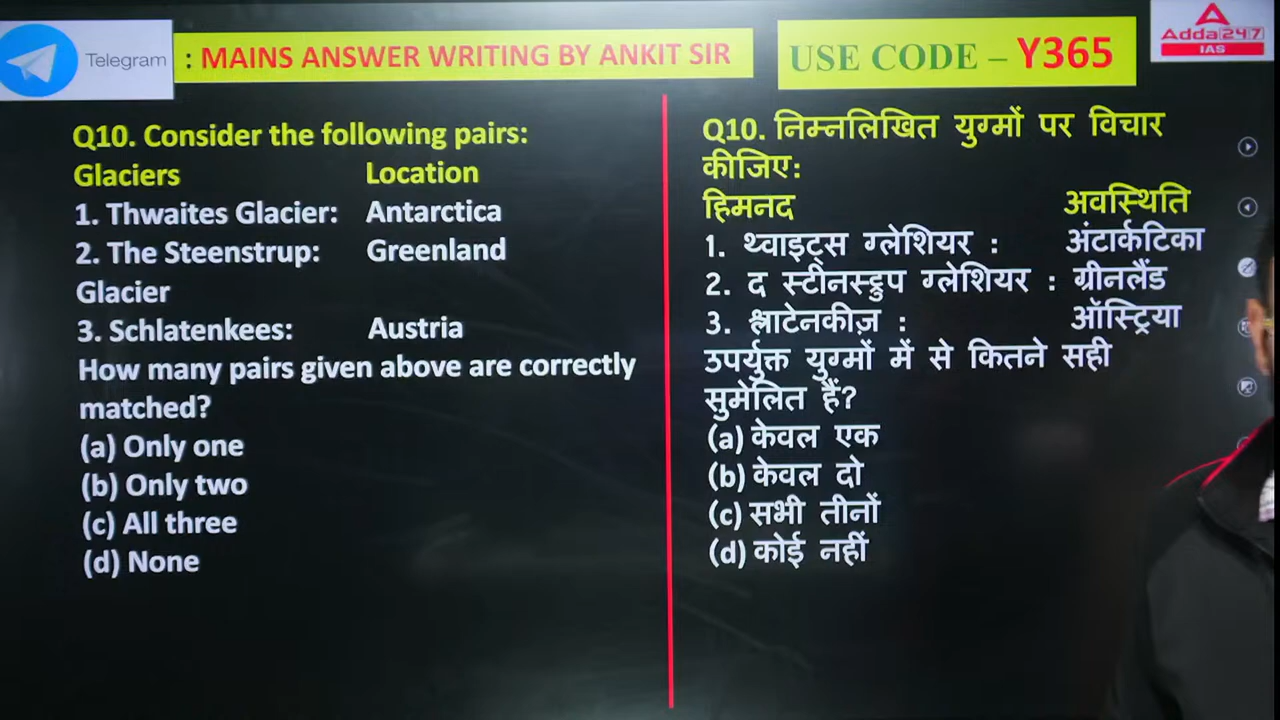 Telegram
: MAINS ANSWER WRITING BY ANKIT SIR
USE CODE – Y365
Adda247
IAS
Q10. Consider the following pairs:
Glaciers Location
1. Thwaites Glacier: Antarctica
2. The Steenstrup: Greenland
Glacier
3. Schlatenkees: Austria
How many pairs given above are correctly
matched?
(a) Only one
(b) Only two
(c) All three
(d) None
Q10. निम्नलिखित युग्मों पर विचार
कीजिए:
हिमनद अवस्थिति
1. थ्वाइट्स ग्लेशियर : अंटार्कटिका
2. द स्टीनस्ट्रुप ग्लेशियर : ग्रीनलैंड
3. श्लाटेनकीज़ : ऑस्ट्रिया
उपर्युक्त युग्मों में से कितने सही
सुमेलित हैं?
(a) केवल एक
(b) केवल दो
(c) सभी तीनों
(d) कोई नहीं